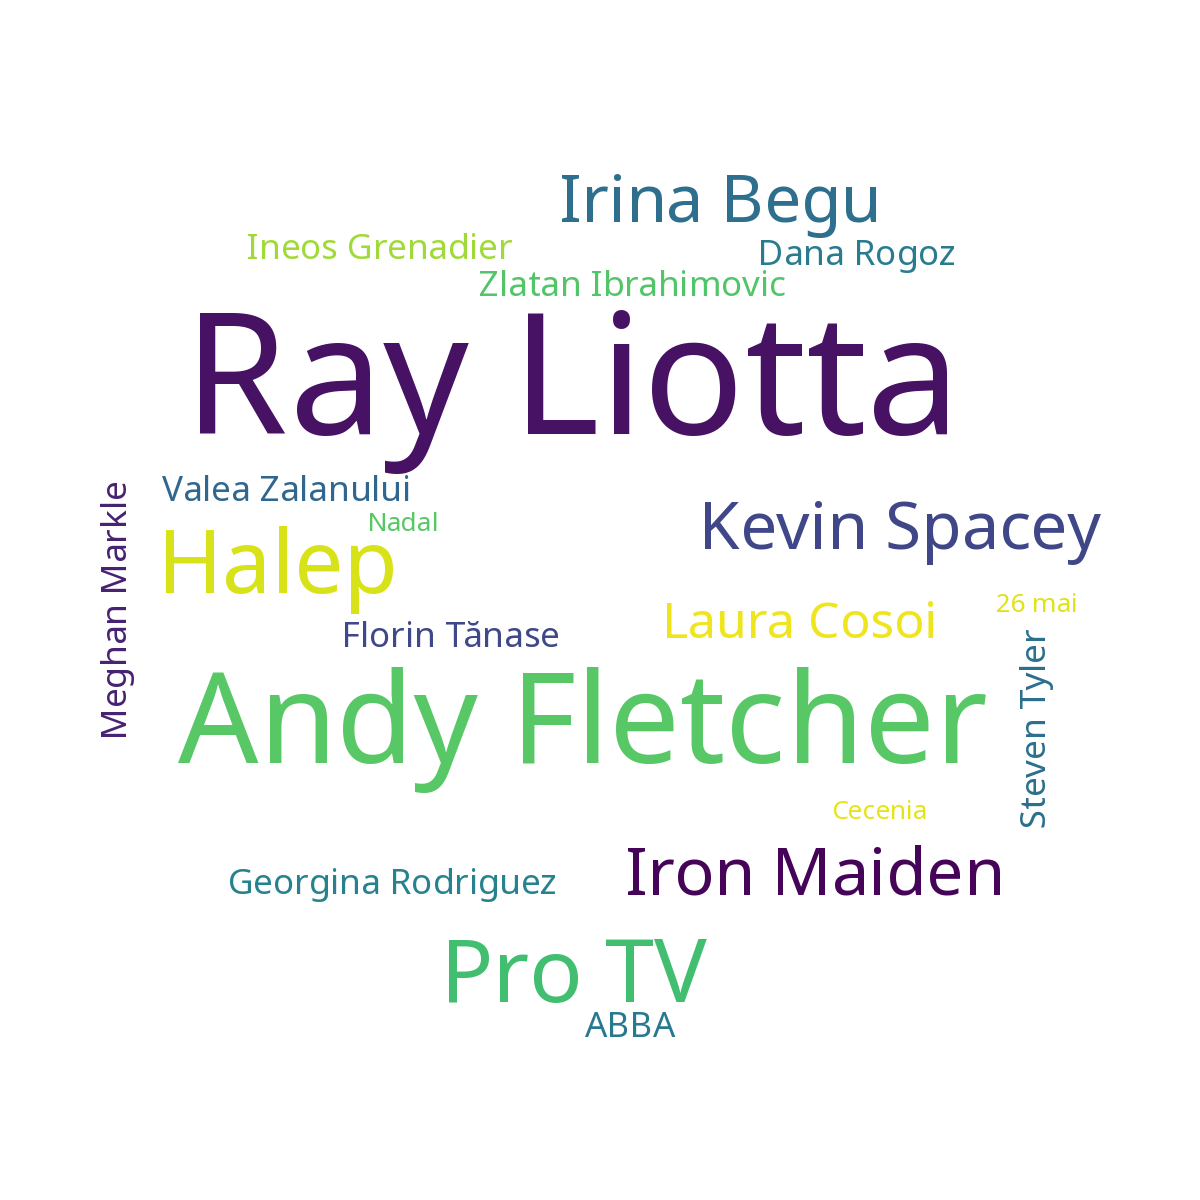 Irina Begu
Ineos Grenadier
Dana Rogoz
Zlatan Ibrahimovic
Ray Liotta
Meghan Markle
Valea Zalanului
Nadal
Kevin Spacey
Halep
26 mai
Laura Cosoi
Florin Tănase
Steven Tyler
Andy Fletcher
Cecenia
Iron Maiden
Georgina Rodriguez
Pro TV
ABBA